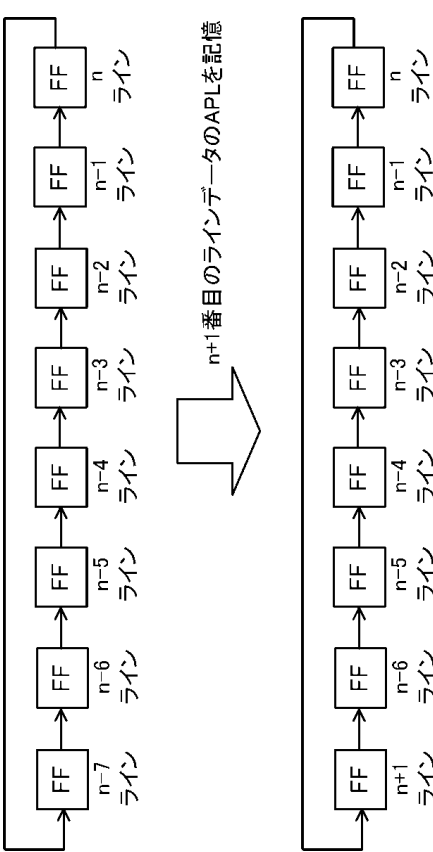 FF FF FF FF FF FF FF FF
n-7 n-6 n-5 n-4 n-3 n-2 n-1 n
ライン ライン ライン ライン ライン ライン ライン ライン
n+1番目のラインデータのAPLを記憶
FF FF FF FF FF FF FF FF
n+1 n-6 n-5 n-4 n-3 n-2 n-1 n
ライン ライン ライン ライン ライン ライン ライン ライン